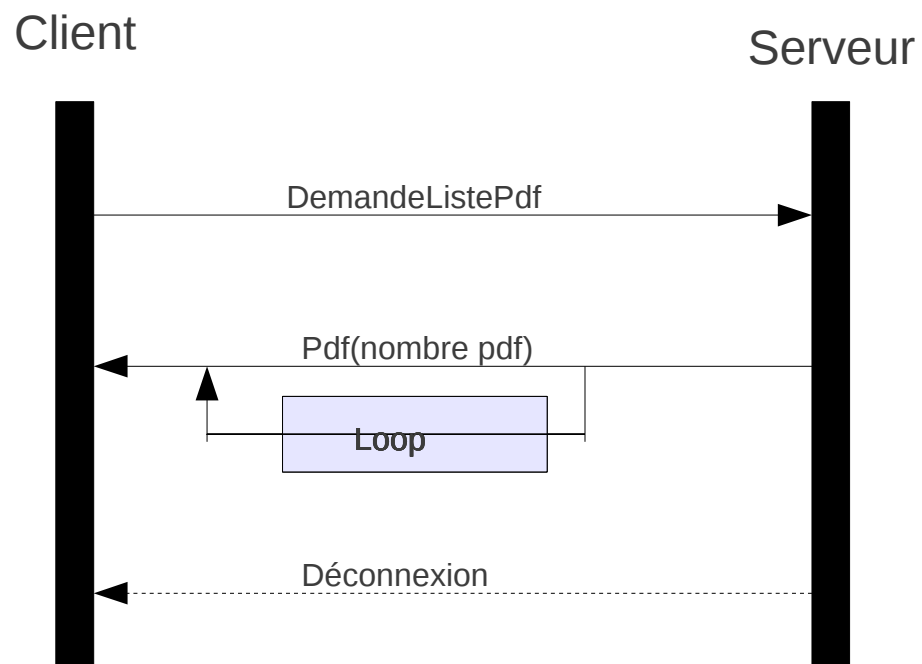 Client
Serveur
DemandeListePdf
Pdf(nombre pdf)
Loop
Déconnexion